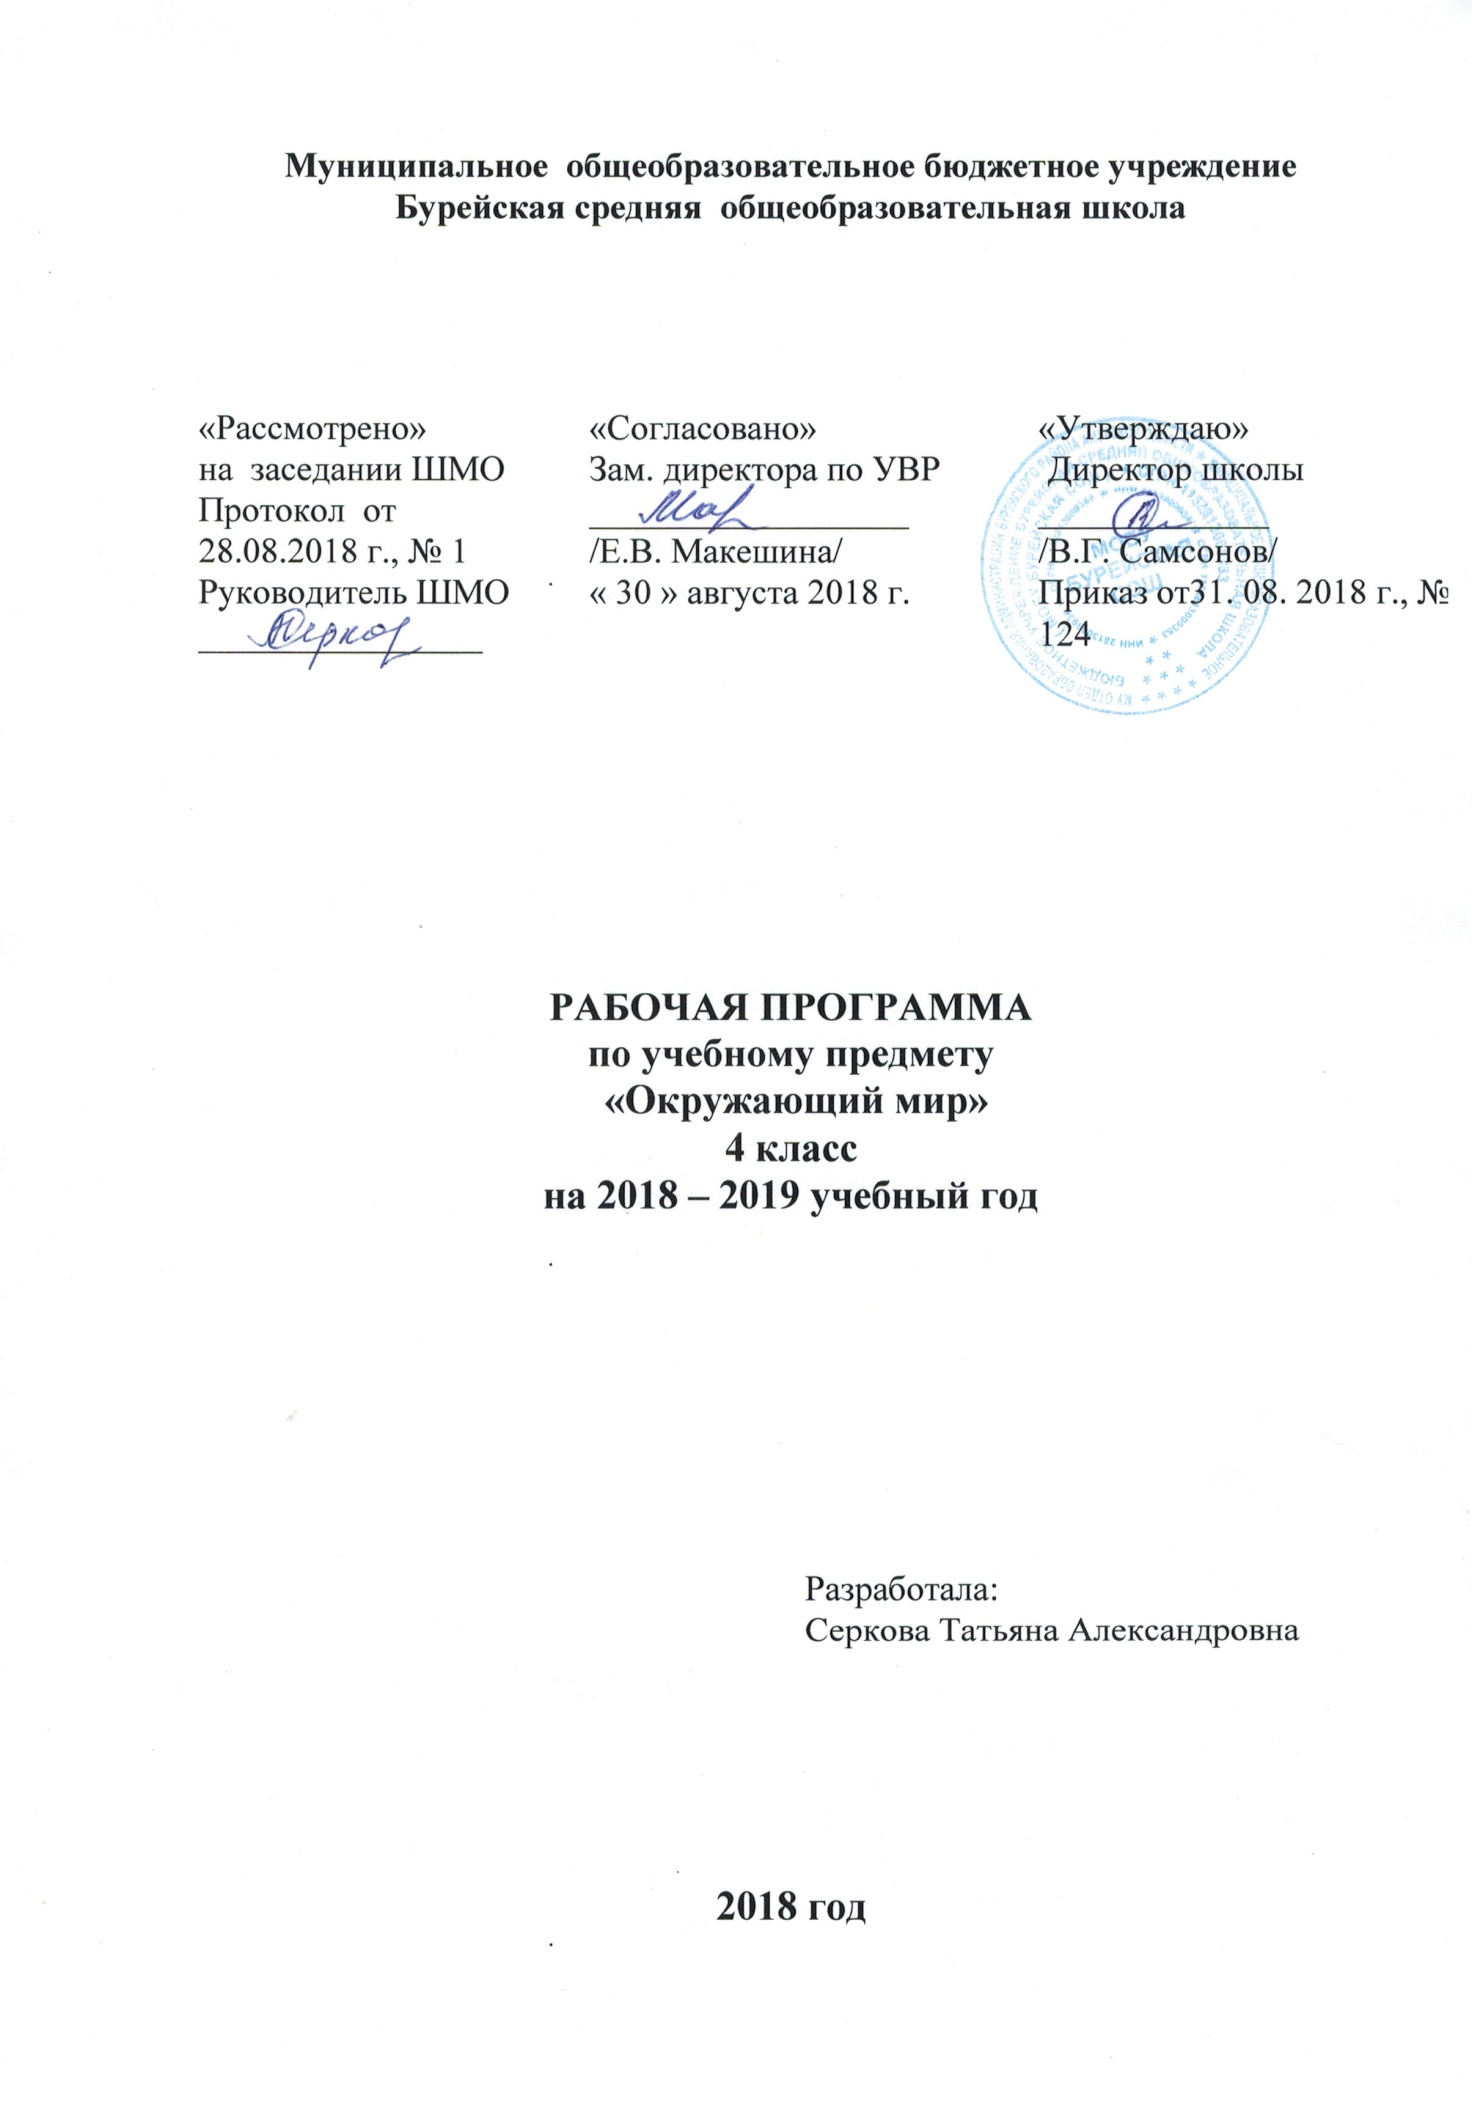 Муниципальное общеобразовательное бюджетное учреждение
Бурейская средняя общеобразовательная школа
«Рассмотрено»
на заседании ШМО
Протокол от
28.08.2018 г., № 1
Руководитель ШМО
«Согласовано»
Зам. директора по УВР
/Е.В. Макешина/
« 30 » августа 2018 г.
«Утверждаю»
Директор школы
/В.Г. Самсонов/
Приказ от31. 08. 2018 г., №
124
РАБОЧАЯ ПРОГРАММА
по учебному предмету
«Окружающий мир»
4 класс
на 2018 – 2019 учебный год
Разработала:
Серкова Татьяна Александровна
2018 год